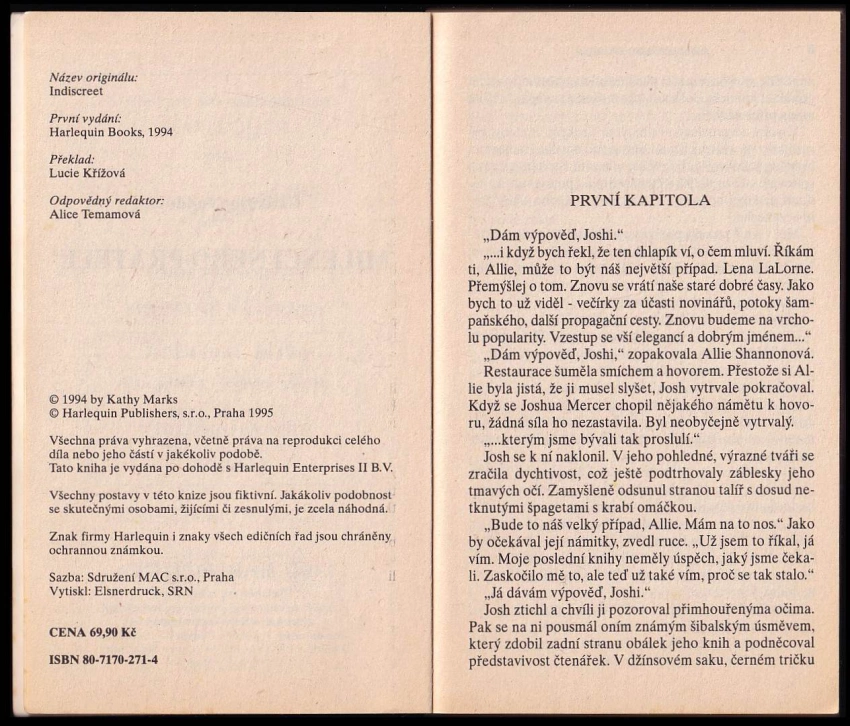 Název originálu:
Indiscreet
První vydání:
Harlequin Books, 1994
Překlad:
Lucie Křížová
Odpovědný redaktor:
Alice Temamová
© 1994 by Kathy Marks
© Harlequin Publishers, s.r.o., Praha 1995
Všechna práva vyhrazena, včetně práva na reprodukci celého
díla nebo jeho částí v jakékoliv podobě.
Tato kniha je vydána po dohodě s Harlequin Enterprises II B.V.
Všechny postavy v této knize jsou fiktivní. Jakákoliv podobnost
se skutečnými osobami, žijícími či zesnulými, je zcela náhodná.
Znak firmy Harlequin i znaky všech edičních řad jsou chráněny
ochrannou známkou.
Sazba: Sdružení MAC s.r.o., Praha
Vytiskl: Elsnerdruck, SRN
CENA 69,90 Kč
ISBN 80-7170-271-4
PRVNÍ KAPITOLA
„Dám výpověď, Joshi.“
„...i když bych řekl, že ten chlapík ví, o čem mluví. Říkám
ti, Allie, může to být náš největší případ. Lena LaLorne.
Přemýšlej o tom. Znovu se vrátí naše staré dobré časy. Jako
bych to už viděl - večírky za účasti novinářů, potoky šam-
paňského, další propagační cesty. Znovu budeme na vrcho-
lu popularity. Vzestup se vší elegancí a dobrým jménem...“
„Dám výpověď, Joshi,“ zopakovala Allie Shannonová.
Restaurace šuměla smíchem a hovorem. Přestože si Al-
lie byla jistá, že ji musel slyšet, Josh vytrvale pokračoval.
Když se Joshua Mercer chopil nějakého námětu k hovo-
ru, žádná síla ho nezastavila. Byl neobyčejně vytrvalý.
„...kterým jsme bývali tak proslulí.“
Josh se k ní naklonil. V jeho pohledné, výrazné tváři se
zračila dychtivost, což ještě podtrhovaly záblesky jeho
tmavých očí. Zamyšleně odsunul stranou talíř s dosud ne-
tknutými špagetami s krabí omáčkou.
„Bude to náš velký případ, Allie. Mám na to nos.“ Jako
by očekával její námitky, zvedl ruce. „Už jsem to říkal, já
vím. Moje poslední knihy neměly úspěch, jaký jsme čeka-
li. Zaskočilo mě to, ale teď už také vím, proč se tak stalo.“
„Já dávám výpověď, Joshi.“
Josh ztichl a chvíli ji pozoroval přimhouřenýma očima.
Pak se na ni pousmál oním známým šibalským úsměvem,
který zdobil zadní stranu obálek jeho knih a podněcoval
představivost čtenářek. V džínsovém saku, černém tričku